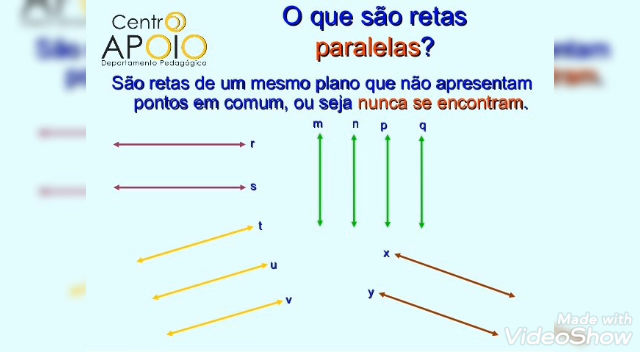 Centro
APOIO
Departamento Pedagógico
O que são retas
paralelas?
São retas de um mesmo plano que não apresentam
pontos em comum, ou seja nunca se encontram.
m n p q
r
s
t
u
v
x
y
Made with
VideoShow